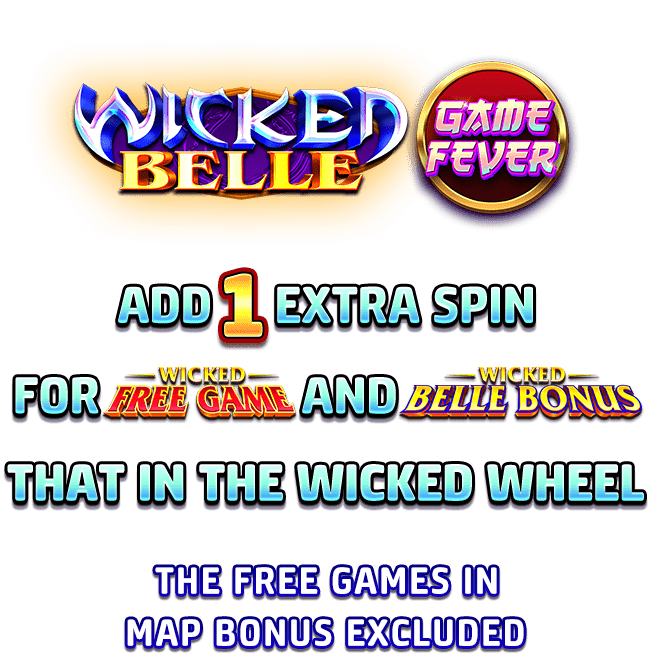 WICKED
BELLE
GAME
FEVER
ADD 1 EXTRA SPIN
FOR WICKED FREE GAME AND WICKED BELLE BONUS
THAT IN THE WICKED WHEEL
THE FREE GAMES IN
MAP BONUS EXCLUDED